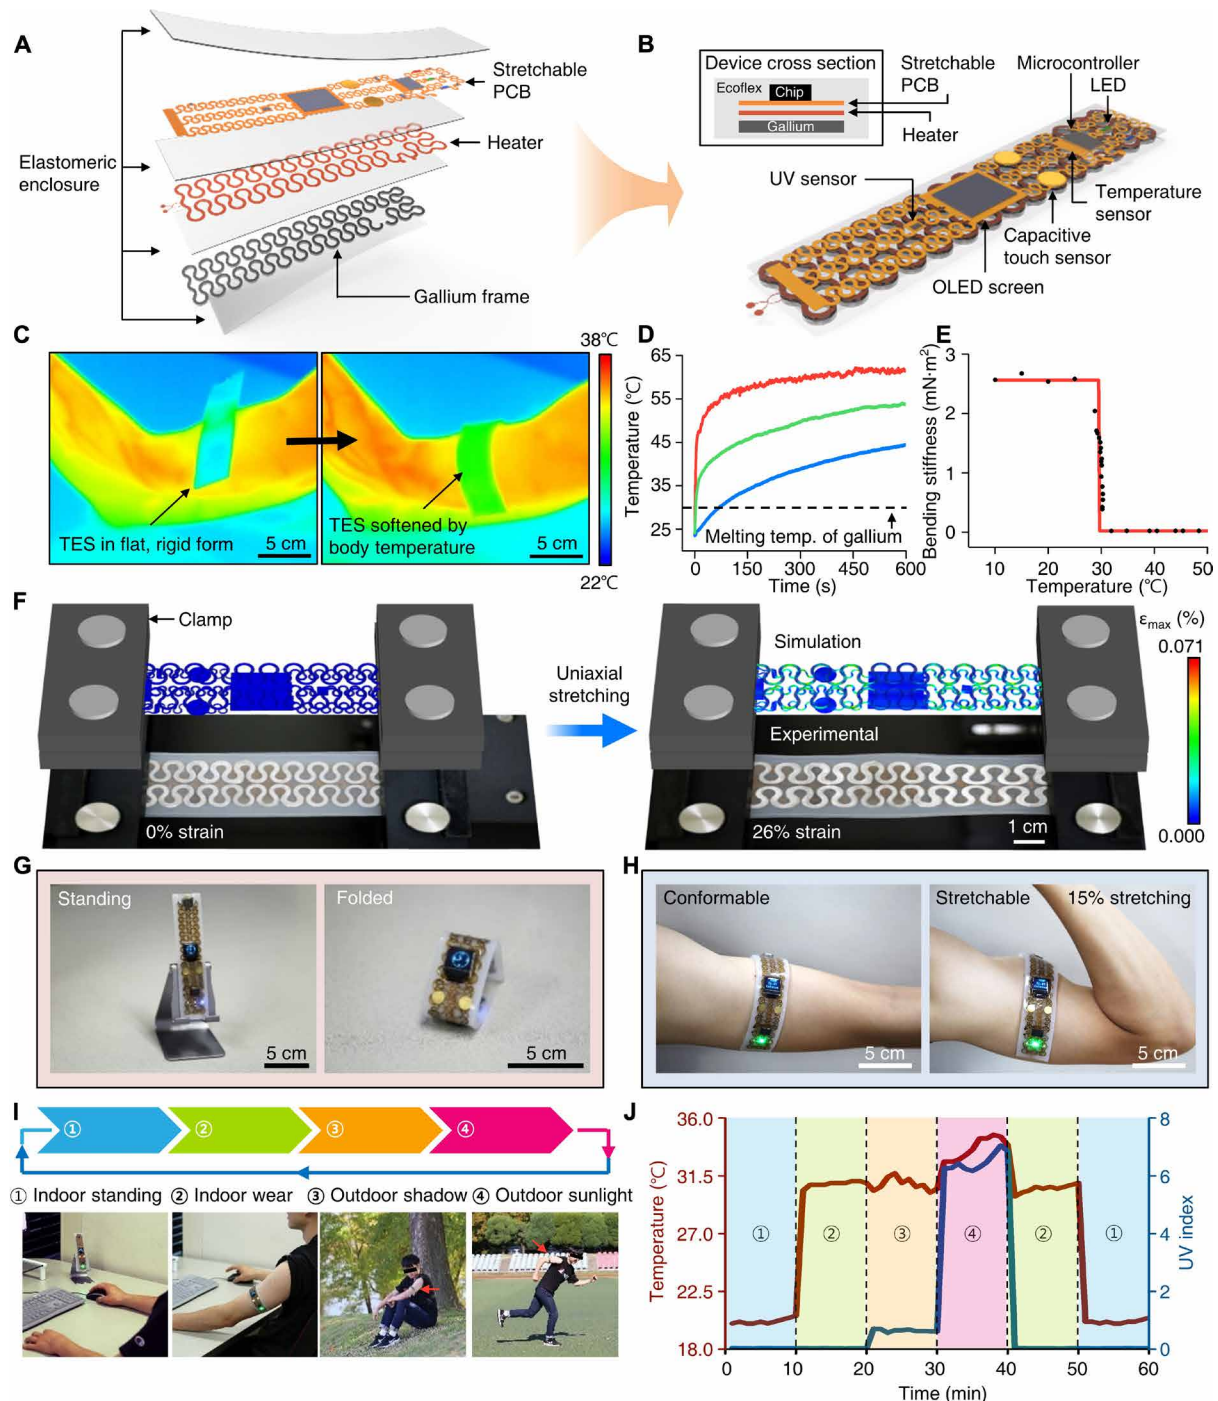 A
Stretchable
PCB
Heater
Elastomeric
enclosure
Gallium frame
B
Device cross section
Ecoflex
Chip
Gallium
Stretchable
PCB
Heater
Microcontroller
LED
UV sensor
Temperature
sensor
Capacitive
touch sensor
OLED screen
C
TES in flat, rigid form
5 cm
TES softened by
body temperature
5 cm
38℃
22℃
D
Temperature (℃)
65
55
45
35
25
Melting temp. of gallium
0 150 300 450 600
Time (s)
E
Bending stiffness (mN·m²)
3
2
1
0
10 20 30 40 50
Temperature (℃)
F
Clamp
0% strain
Uniaxial
stretching
Simulation
Experimental
26% strain
1 cm
εmax (%)
0.071
0.000
G
Standing
5 cm
Folded
5 cm
H
Conformable
5 cm
Stretchable 15% stretching
5 cm
I
① ② ③ ④
① Indoor standing ② Indoor wear ③ Outdoor shadow ④ Outdoor sunlight
J
Temperature (℃)
36.0
31.5
27.0
22.5
18.0
① ② ③ ④ ② ①
8
6
4
2
0
UV index
0 10 20 30 40 50 60
Time (min)